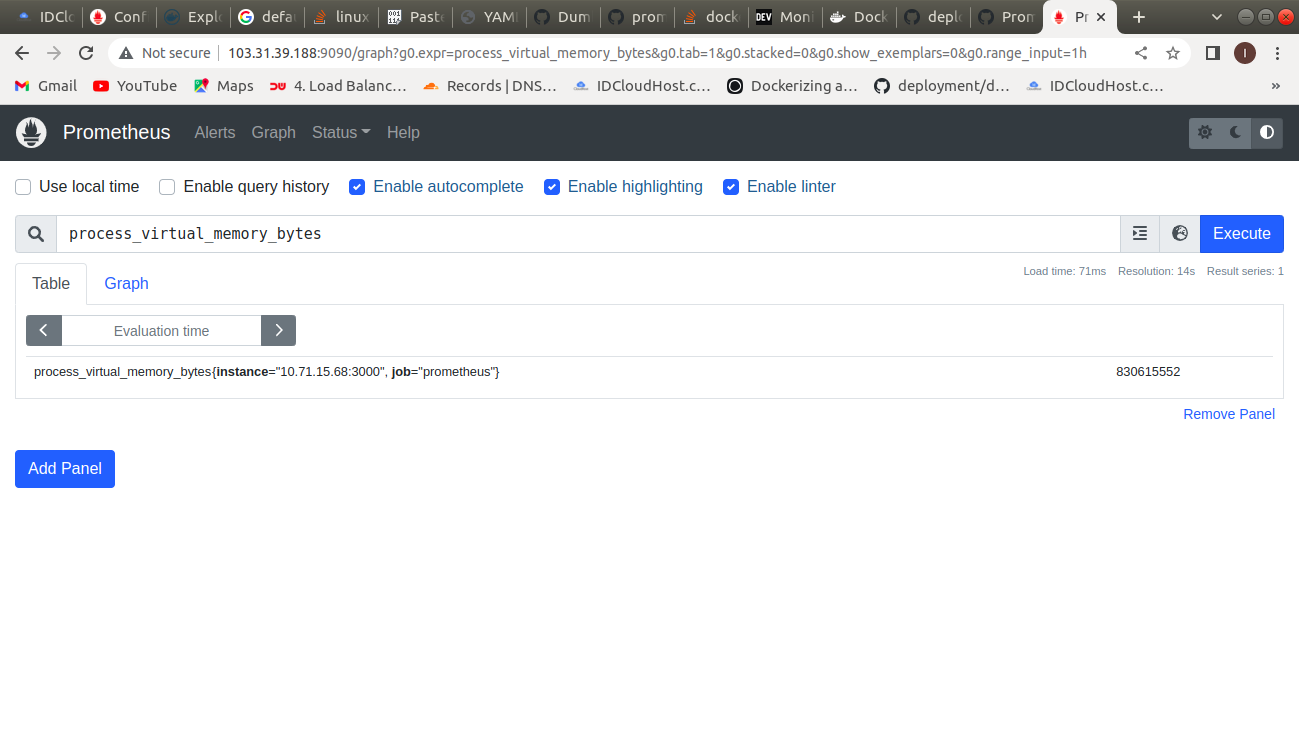 IDClo Conf Explo defau linux Paste YAMl Dum prom docke DEV Moni Dock deplo Prom Pr
Not secure 103.31.39.188:9090/graph?g0.expr=process_virtual_memory_bytes&g0.tab=1&g0.stacked=0&g0.show_exemplars=0&g0.range_input=1h I
Gmail YouTube Maps 4. Load Balanc... Records | DNS... IDCloudHost.c... Dockerizing a... deployment/d... IDCloudHost.c... »
Prometheus Alerts Graph Status Help
Use local time Enable query history Enable autocomplete Enable highlighting Enable linter
process_virtual_memory_bytes Execute
Table Graph Load time: 71ms Resolution: 14s Result series: 1
Evaluation time
process_virtual_memory_bytes{instance="10.71.15.68:3000", job="prometheus"} 830615552
Remove Panel
Add Panel